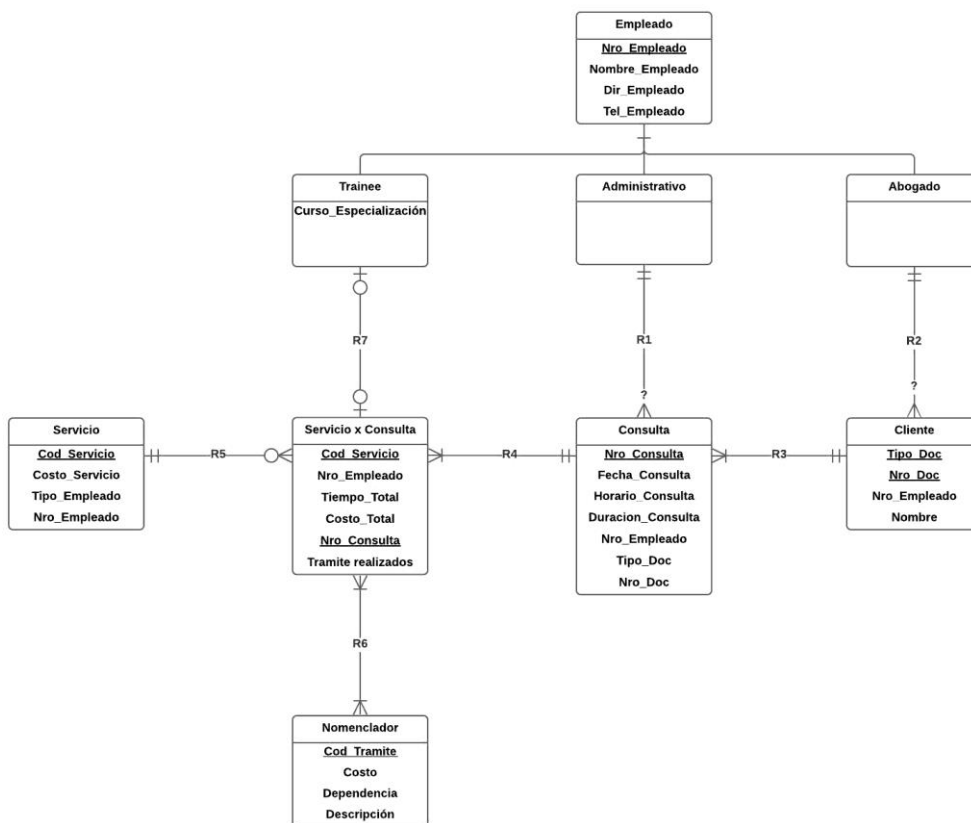 Empleado
Nro_Empleado
Nombre_Empleado
Dir_Empleado
Tel_Empleado
Trainee
Curso_Especialización
Administrativo
Abogado
R7
R1
R2
?
?
Servicio
Cod_Servicio
Costo_Servicio
Tipo_Empleado
Nro_Empleado
R5
Servicio x Consulta
Cod_Servicio
Nro_Empleado
Tiempo_Total
Costo_Total
Nro_Consulta
Tramite realizados
R4
Consulta
Nro_Consulta
Fecha_Consulta
Horario_Consulta
Duracion_Consulta
Nro_Empleado
Tipo_Doc
Nro_Doc
R3
Cliente
Tipo_Doc
Nro_Doc
Nro_Empleado
Nombre
R6
Nomenclador
Cod_Tramite
Costo
Dependencia
Descripción